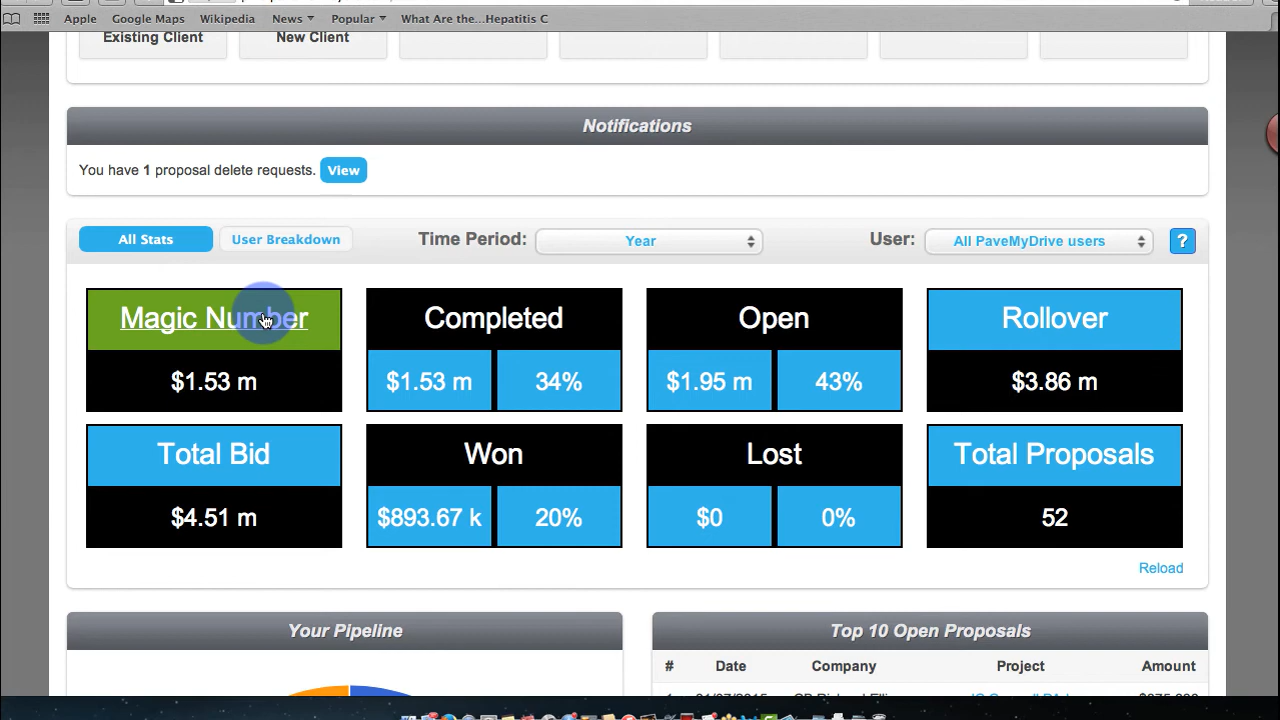 Apple Google Maps Wikipedia News Popular What Are the...Hepatitis C
Existing Client New Client
Notifications
You have 1 proposal delete requests. View
All Stats User Breakdown Time Period: Year User: All PaveMyDrive users ?
Magic Number Completed Open Rollover
$1.53 m $1.53 m 34% $1.95 m 43% $3.86 m
Total Bid Won Lost Total Proposals
$4.51 m $893.67 k 20% $0 0% 52
Reload
Your Pipeline Top 10 Open Proposals
# Date Company Project Amount